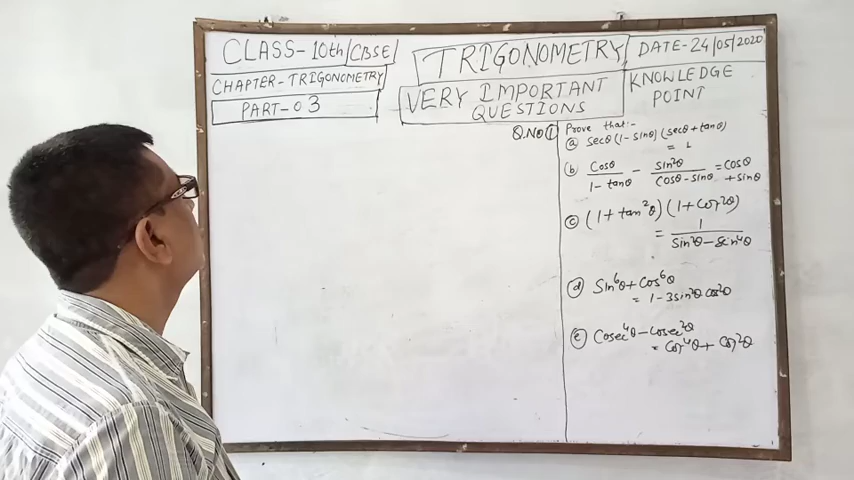 CLASS-10th/CBSE/
CHAPTER-TRIGONOMETRY
PART-03
TRIGONOMETRY
VERY IMPORTANT
QUESTIONS
DATE-24/05/2020
KNOWLEDGE
POINT
Q.NO ① Prove that:-
ⓐ secθ(1-sinθ)(secθ+tanθ)
= 1
ⓑ cosθ/(1-tanθ) - sin²θ/(cosθ-sinθ) = cosθ
+sinθ
ⓒ (1+tan²θ)(1+cot²θ)
= 1/(sin²θ-sin⁴θ)
ⓓ Sin⁶θ+cos⁶θ
= 1-3sin²θ cos²θ
ⓔ Cosec⁴θ-cosec²θ
= cot⁴θ+cot²θ